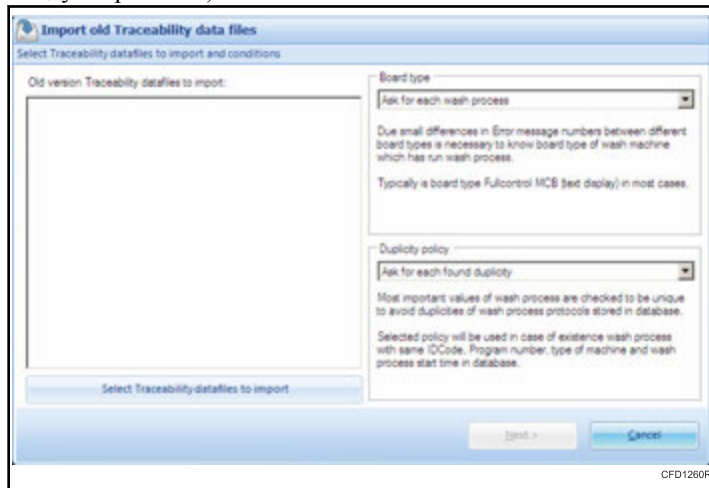 Import old Traceability data files
Select Traceability datafiles to import and conditions
Old version Traceability datafiles to import:
Select Traceability datafiles to import
Board type
Ask for each wash process
Due small differences in Error message numbers between different
board types is necessary to know board type of wash machine
which has run wash process.
Typically is board type Fullcontrol MCB (text display) in most cases.
Duplicity policy
Ask for each found duplicity
Most important values of wash process are checked to be unique
to avoid duplicities of wash process protocols stored in database.
Selected policy will be used in case of existence wash process
with same IDCode, Program number, type of machine and wash
process start time in database.
Next >
Cancel
CFD1260R